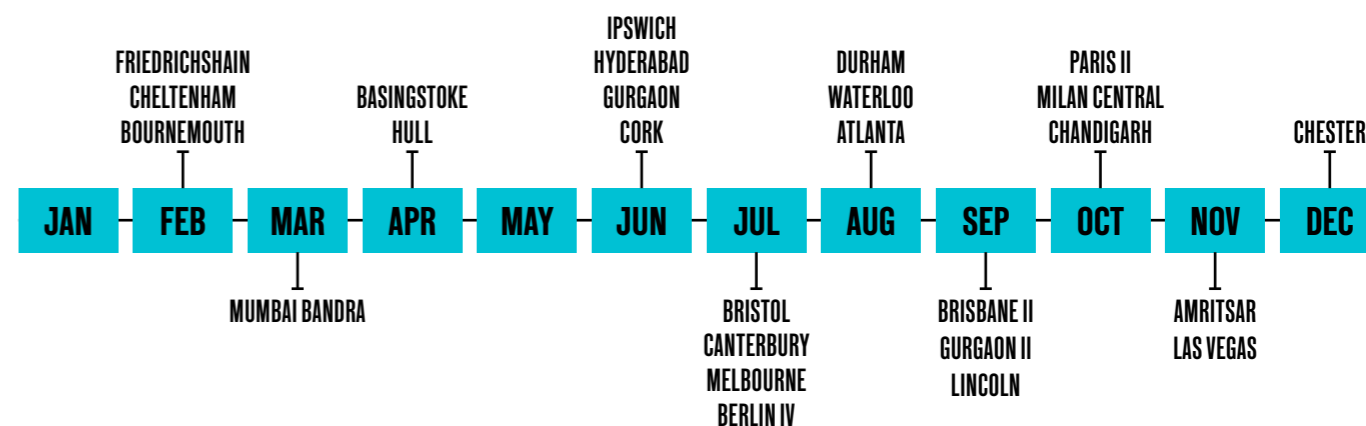 IPSWICH
HYDERABAD
GURGAON
CORK
FRIEDRICHSHAIN
CHELTENHAM
BOURNEMOUTH
BASINGSTOKE
HULL
DURHAM
WATERLOO
ATLANTA
PARIS II
MILAN CENTRAL
CHANDIGARH
CHESTER
JAN FEB MAR APR MAY JUN JUL AUG SEP OCT NOV DEC
MUMBAI BANDRA
BRISTOL
CANTERBURY
MELBOURNE
BERLIN IV
BRISBANE II
GURGAON II
LINCOLN
AMRITSAR
LAS VEGAS